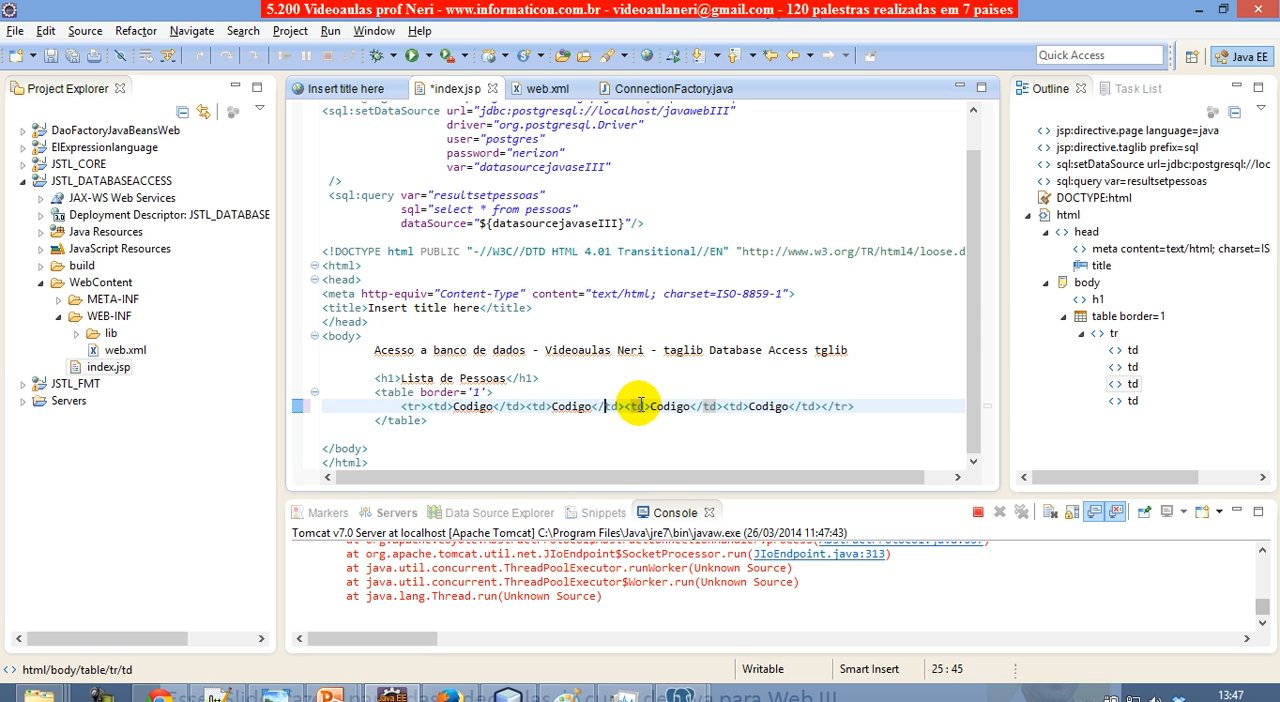 5.200 Videoaulas prof Neri - www.informaticon.com.br - videoaulaneri@gmail.com - 120 palestras realizadas em 7 paises
File Edit Source Refactor Navigate Search Project Run Window Help
Quick Access
Java EE
Project Explorer
DaoFactoryJavaBeansWeb
ElExpressionlanguage
JSTL_CORE
JSTL_DATABASEACCESS
JAX-WS Web Services
Deployment Descriptor: JSTL_DATABASE
Java Resources
JavaScript Resources
build
WebContent
META-INF
WEB-INF
lib
web.xml
index.jsp
JSTL_FMT
Servers
Insert title here
*index.jsp
web.xml
ConnectionFactory.java
<sql:setDataSource url="jdbc:postgresql://localhost/javawebIII"
driver="org.postgresql.Driver"
user="postgres"
password="nerizon"
var="datasourcejavaseIII"
/>
<sql:query var="resultsetpessoas"
sql="select * from pessoas"
dataSource="${datasourcejavaseIII}"/>
<!DOCTYPE html PUBLIC "-//W3C//DTD HTML 4.01 Transitional//EN" "http://www.w3.org/TR/html4/loose.d
<html>
<head>
<meta http-equiv="Content-Type" content="text/html; charset=ISO-8859-1">
<title>Insert title here</title>
</head>
<body>
Acesso a banco de dados - Videoaulas Neri - taglib Database Access tglib
<h1>Lista de Pessoas</h1>
<table border='1'>
<tr><td>Codigo</td><td>Codigo</td><td>Codigo</td><td>Codigo</td></tr>
</table>
</body>
</html>
Outline
Task List
jsp:directive.page language=java
jsp:directive.taglib prefix=sql
sql:setDataSource url=jdbc:postgresql://loc
sql:query var=resultsetpessoas
DOCTYPE:html
html
head
meta content=text/html; charset=IS
title
body
h1
table border=1
tr
td
td
td
td
Markers Servers Data Source Explorer Snippets Console
Tomcat v7.0 Server at localhost [Apache Tomcat] C:\Program Files\Java\jre7\bin\javaw.exe (26/03/2014 11:47:43)
at org.apache.tomcat.util.net.JIoEndpoint$SocketProcessor.run(JIoEndpoint.java:313)
at java.util.concurrent.ThreadPoolExecutor.runWorker(Unknown Source)
at java.util.concurrent.ThreadPoolExecutor$Worker.run(Unknown Source)
at java.lang.Thread.run(Unknown Source)
html/body/table/tr/td
Writable
Smart Insert
25 : 45
13:47